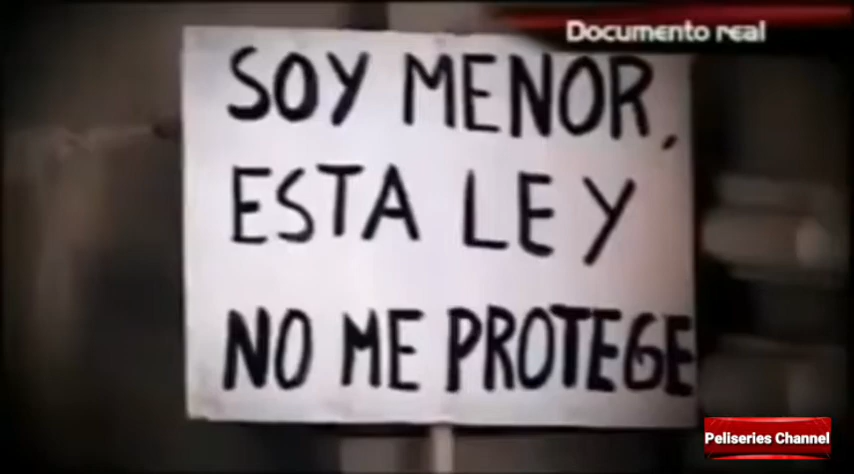 Documento real
SOY MENOR,
ESTA LEY
NO ME PROTEGE
Peliseries Channel